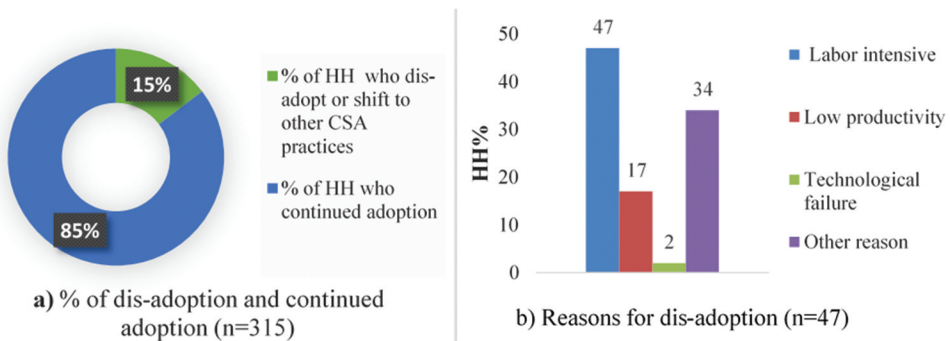 15%
85%
% of HH who dis-
adopt or shift to
other CSA
practices
% of HH who
continued adoption
a) % of dis-adoption and continued
adoption (n=315)
HH%
50
40
30
20
10
0
47
17
2
34
Labor intensive
Low productivity
Technological
failure
Other reason
b) Reasons for dis-adoption (n=47)